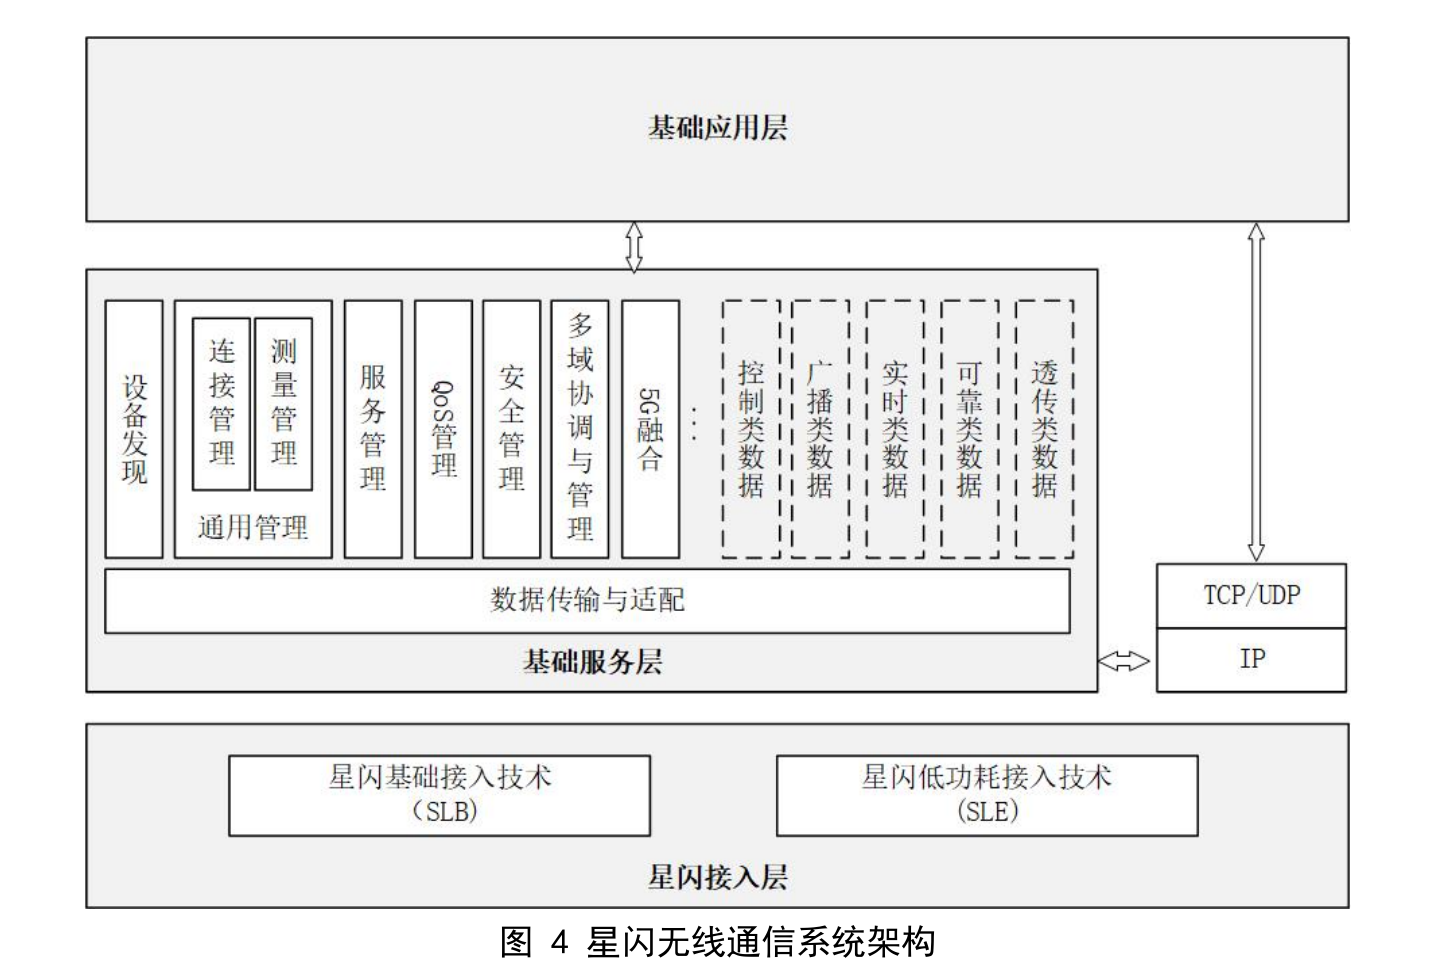 基础应用层
设备发现
连接管理
测量管理
通用管理
服务管理
QoS管理
安全管理
多域协调与管理
5G融合
...
控制类数据
广播类数据
实时类数据
可靠类数据
透传类数据
数据传输与适配
基础服务层
TCP/UDP
IP
星闪基础接入技术
（SLB)
星闪低功耗接入技术
(SLE)
星闪接入层
图 4 星闪无线通信系统架构